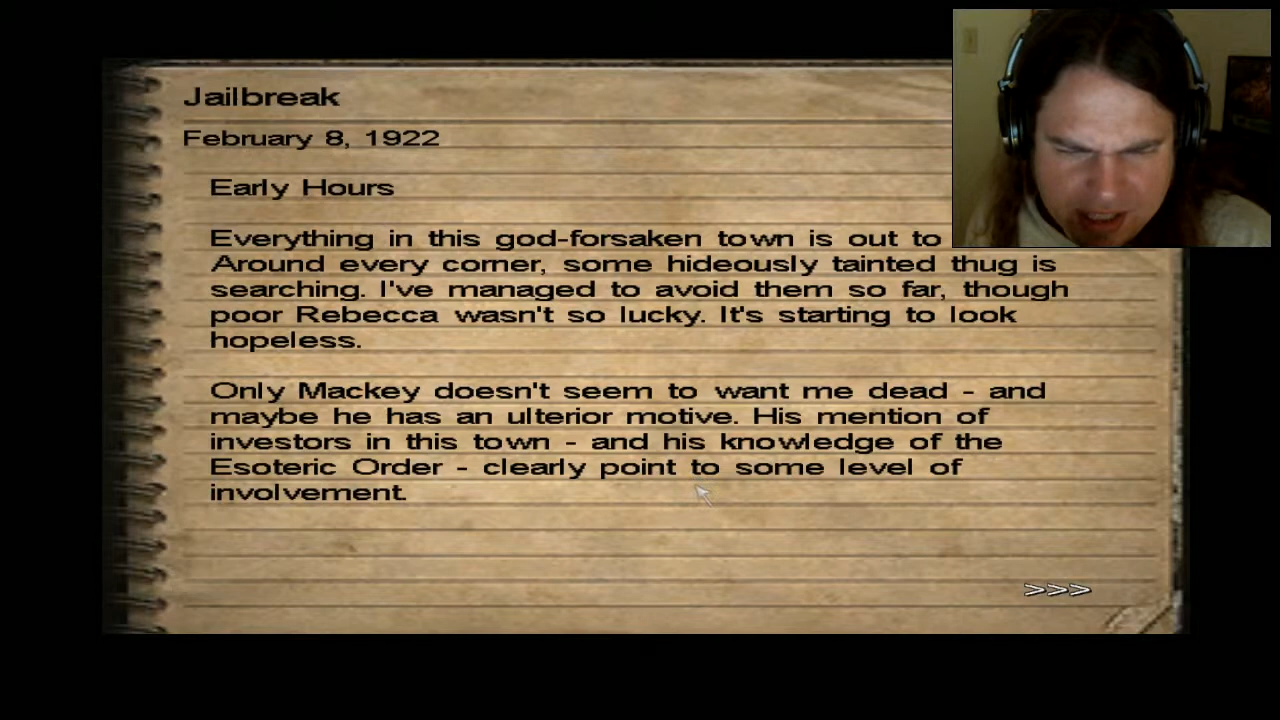 Jailbreak
February 8, 1922
Early Hours
Everything in this god-forsaken town is out to
Around every corner, some hideously tainted thug is
searching. I've managed to avoid them so far, though
poor Rebecca wasn't so lucky. It's starting to look
hopeless.
Only Mackey doesn't seem to want me dead - and
maybe he has an ulterior motive. His mention of
investors in this town - and his knowledge of the
Esoteric Order - clearly point to some level of
involvement.
>>>